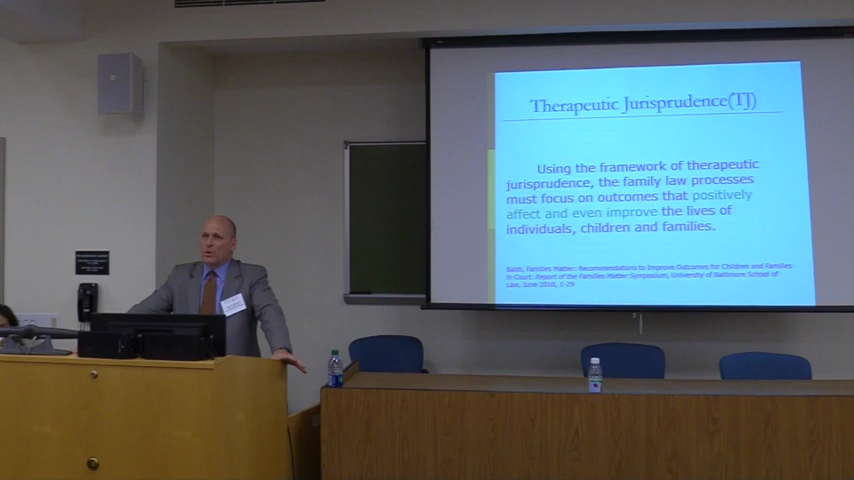 Therapeutic Jurisprudence(TJ)
Using the framework of therapeutic
jurisprudence, the family law processes
must focus on outcomes that positively
affect and even improve the lives of
individuals, children and families.
Babb, Families Matter: Recommendations to Improve Outcomes for Children and Families
in Court. Report of the Families Matter Symposium, University of Baltimore School of
Law, June 2010, 1-29